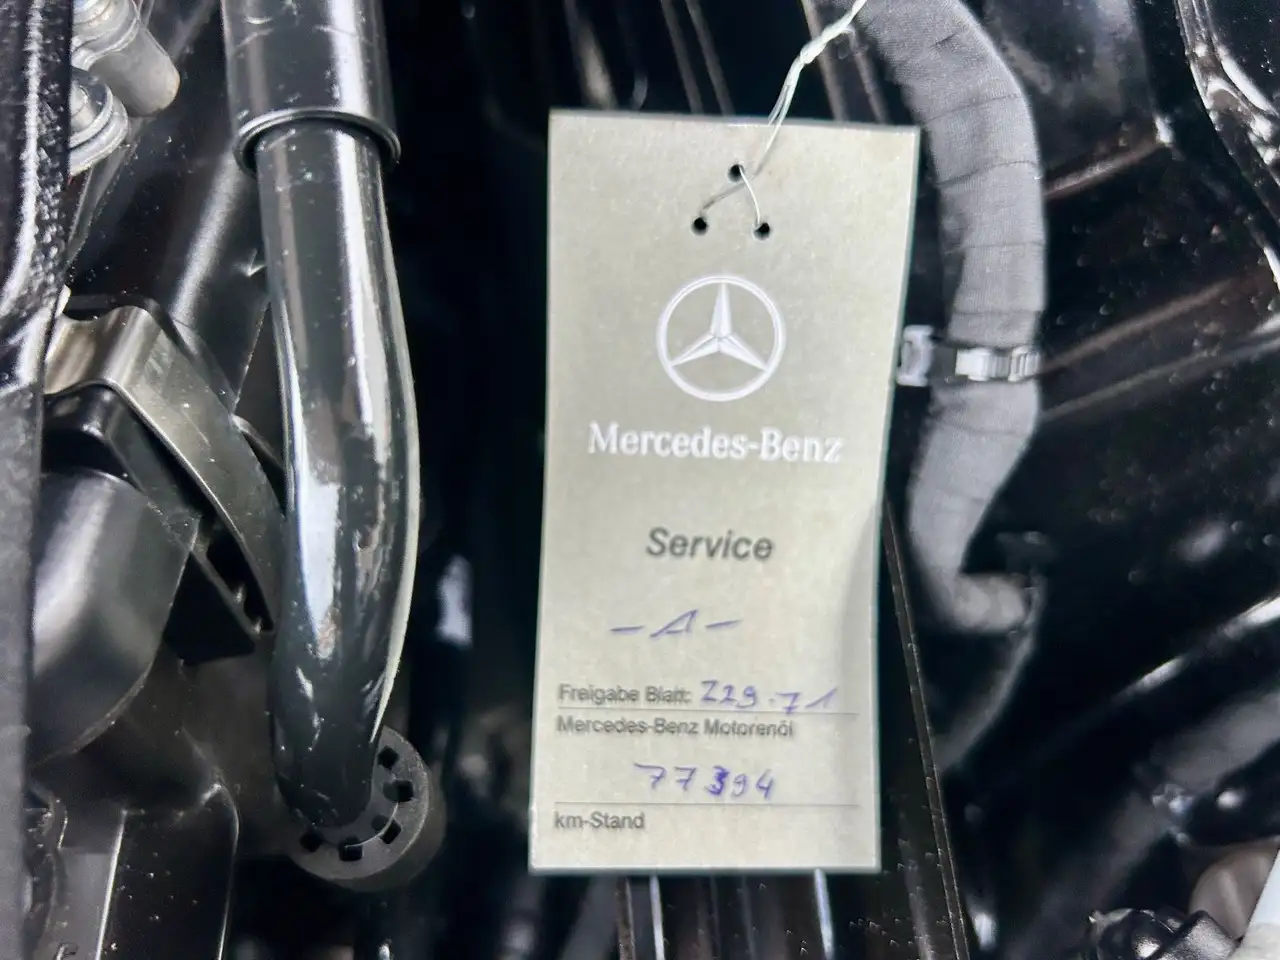 Mercedes-Benz
Service
- A -
Freigabe Blatt: 229.71
Mercedes-Benz Motorenöl
77394
km-Stand